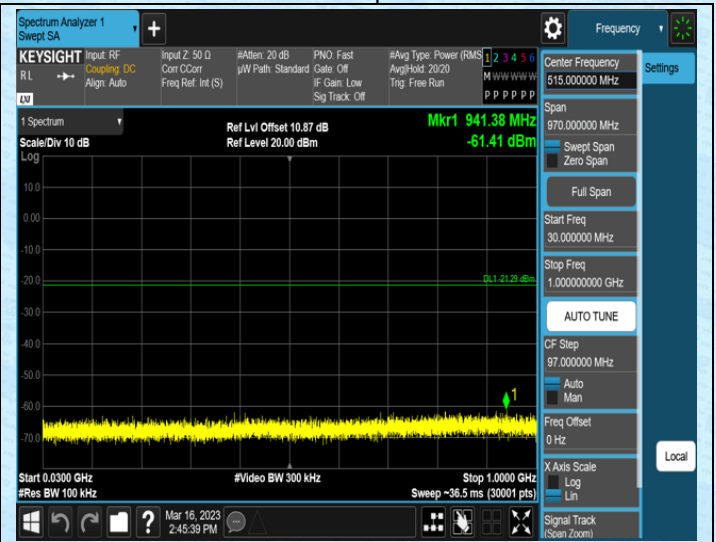 Spectrum Analyzer 1
Swept SA
+
Frequency
KEYSIGHT
RL
LXI
Input: RF
Coupling: DC
Align: Auto
Input Z: 50 Ω
Corr CCorr
Freq Ref: Int (S)
#Atten: 20 dB
µW Path: Standard
PNO: Fast
Gate: Off
IF Gain: Low
Sig Track: Off
#Avg Type: Power (RMS
Avg|Hold: 20/20
Trig: Free Run
1 2 3 4 5 6
M W W W W W
P P P P P P
1 Spectrum
Scale/Div 10 dB
Log
Ref Lvl Offset 10.87 dB
Ref Level 20.00 dBm
Mkr1 941.38 MHz
-61.41 dBm
10.0
0.00
-10.0
-20.0
DL1 -21.29 dBm
-30.0
-40.0
-50.0
-60.0
-70.0
1
Start 0.0300 GHz
#Res BW 100 kHz
#Video BW 300 kHz
Stop 1.0000 GHz
Sweep ~36.5 ms (30001 pts)
?
Mar 16, 2023
2:45:39 PM
Center Frequency
515.000000 MHz
Settings
Span
970.000000 MHz
Swept Span
Zero Span
Full Span
Start Freq
30.000000 MHz
Stop Freq
1.000000000 GHz
AUTO TUNE
CF Step
97.000000 MHz
Auto
Man
Freq Offset
0 Hz
X Axis Scale
Log
Lin
Local
Signal Track
(Span Zoom)